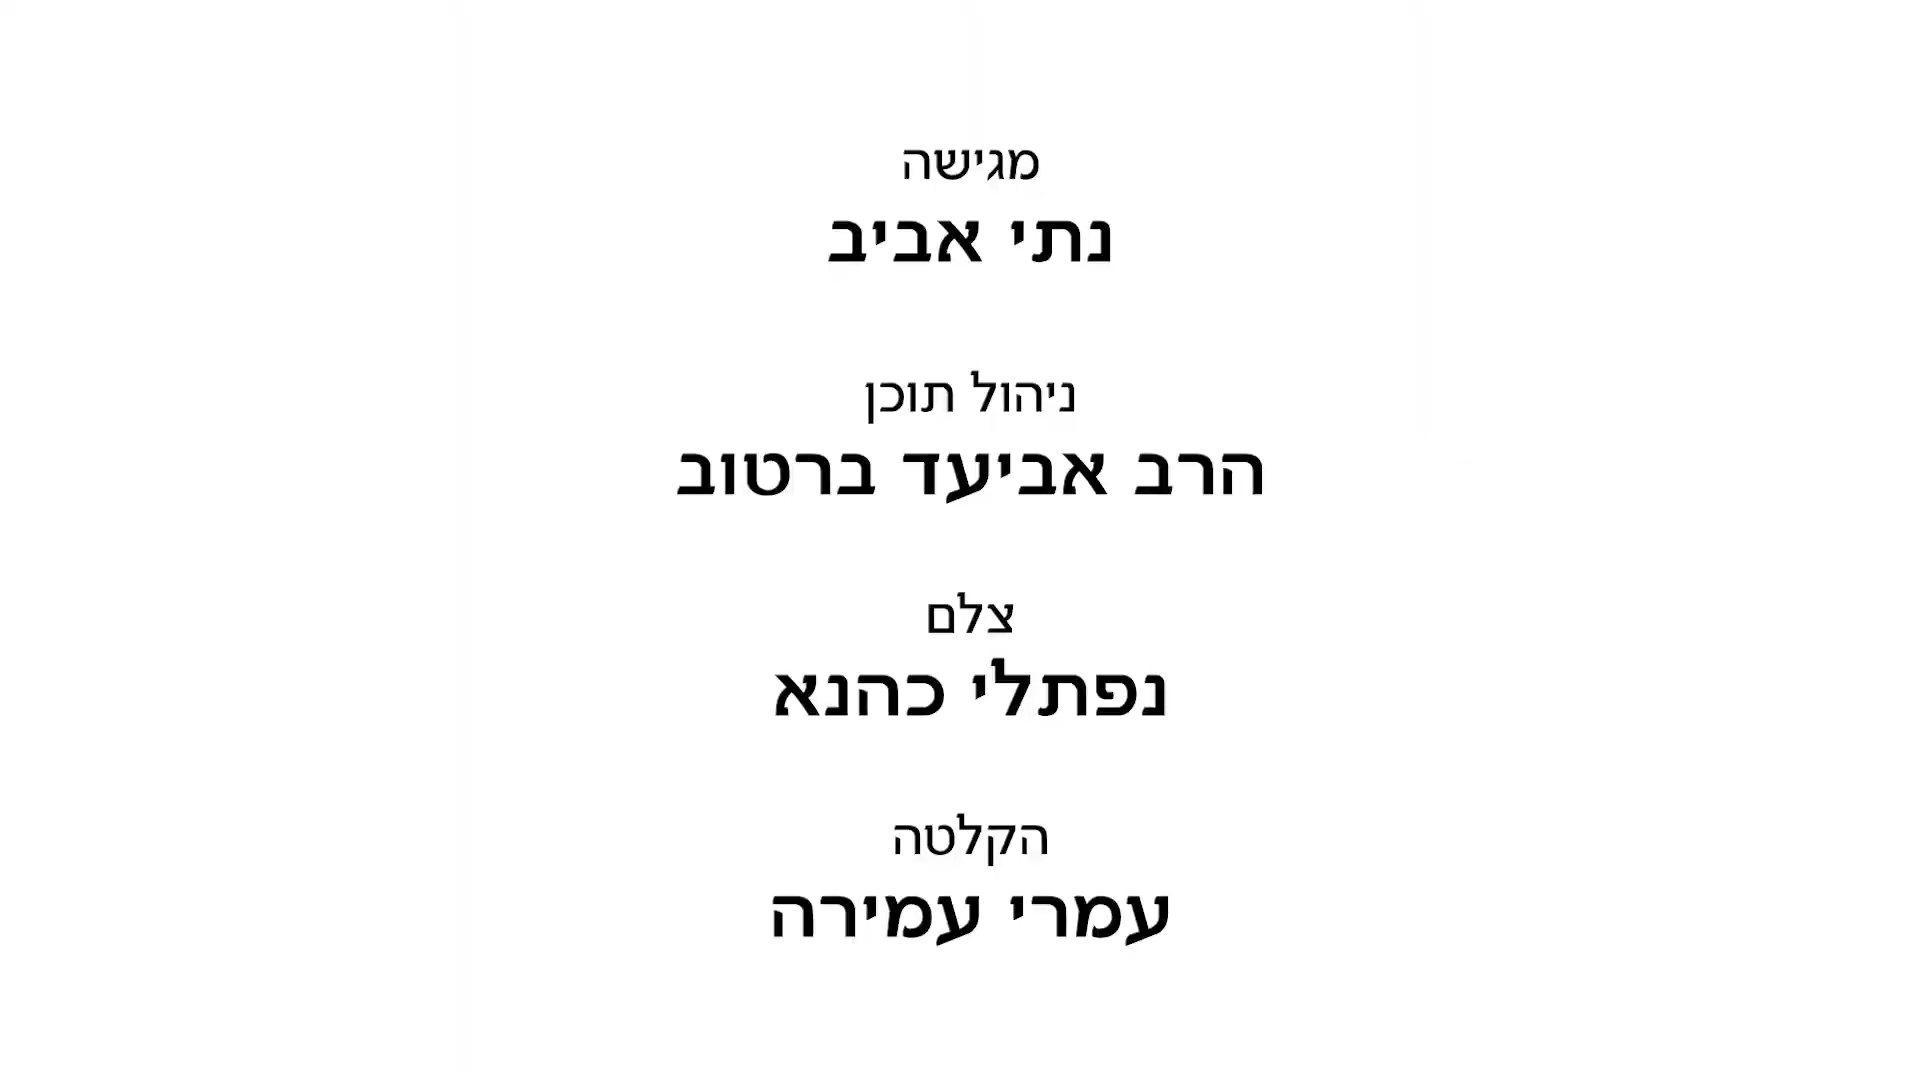 מגישה
נתי אביב
ניהול תוכן
הרב אביעד ברטוב
צלם
נפתלי כהנא
הקלטה
עמרי עמירה